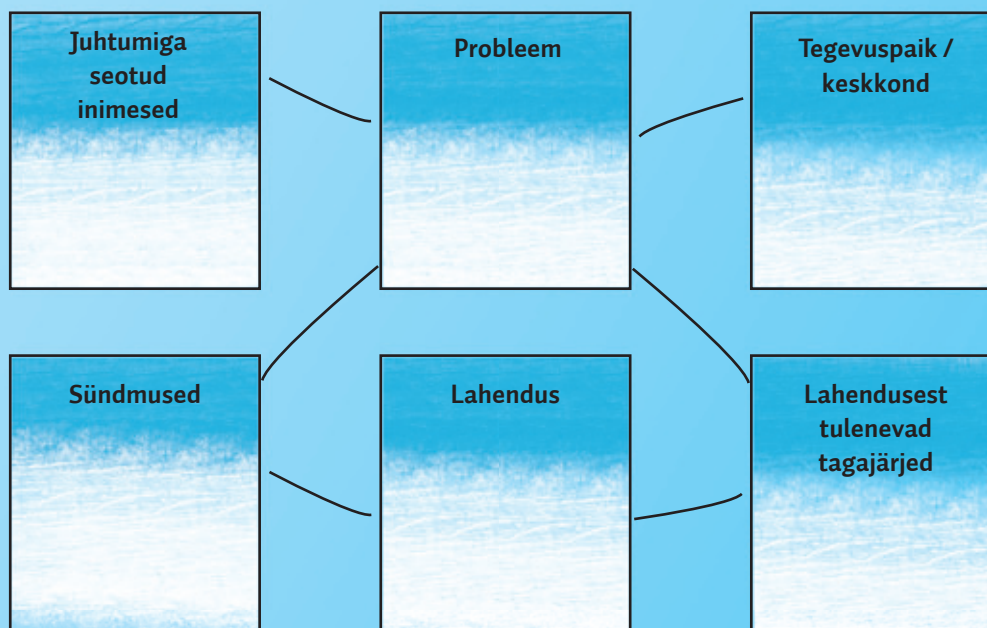 Juhtumiga
seotud
inimesed
Probleem
Tegevuspaik /
keskkond
Sündmused
Lahendus
Lahendusest
tulenevad
tagajärjed